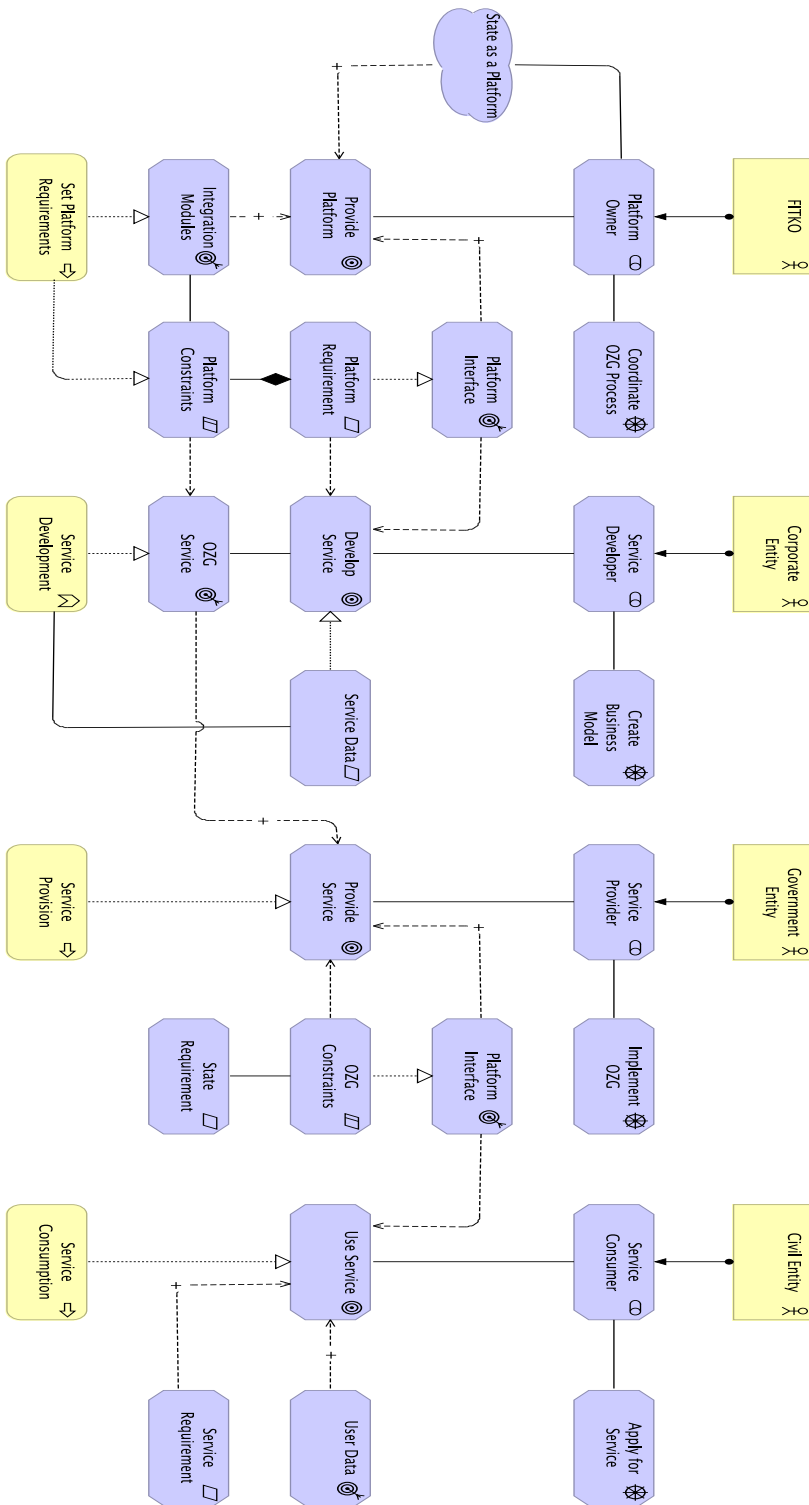 FITKO
Corporate
Entity
Government
Entity
Civil Entity
State as a Platform
Platform
Owner
Coordinate
OZG Process
Service
Developer
Create
Business
Model
Service
Provider
Implement
OZG
Service
Consumer
Apply for
Service
Platform
Interface
Platform
Interface
Provide
Platform
Platform
Requirement
Develop
Service
Service Data
Provide
Service
OZG
Constraints
Use Service
User Data
Integration
Modules
Platform
Constraints
OZG
Service
State
Requirement
Service
Requirement
Set Platform
Requirements
Service
Development
Service
Provision
Service
Consumption